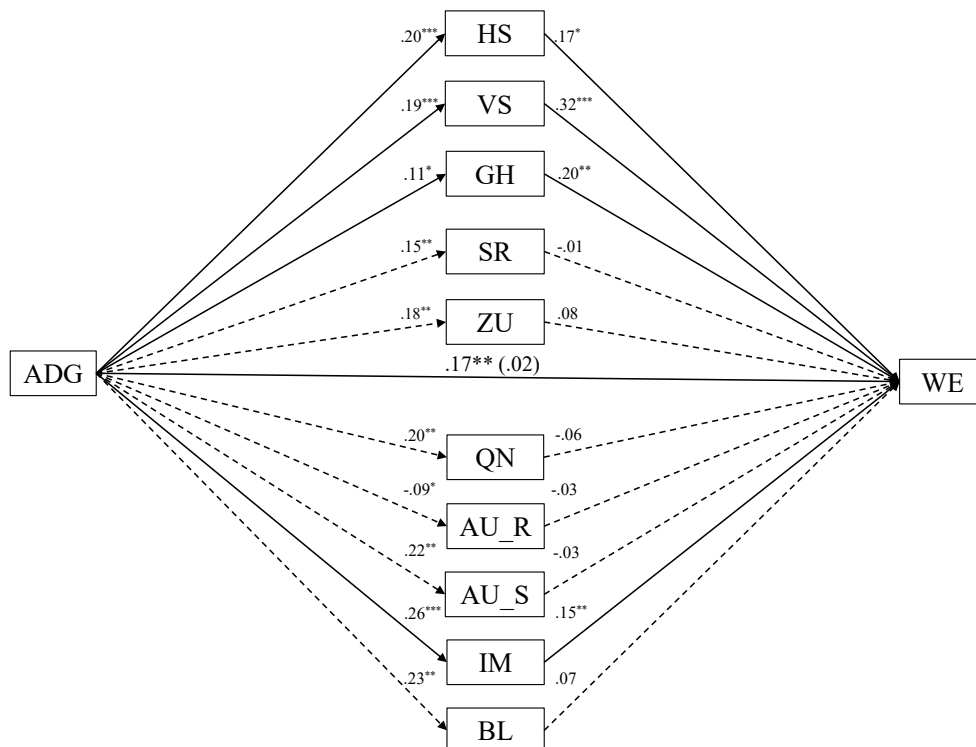 .20*** HS .17*
.19*** VS .32***
.11* GH .20**
.15** SR -.01
.18** ZU .08
.17** (.02)
ADG WE
.20** QN -.06
-.09* AU_R -.03
.22** AU_S -.03
.26*** IM .15**
.23** BL .07